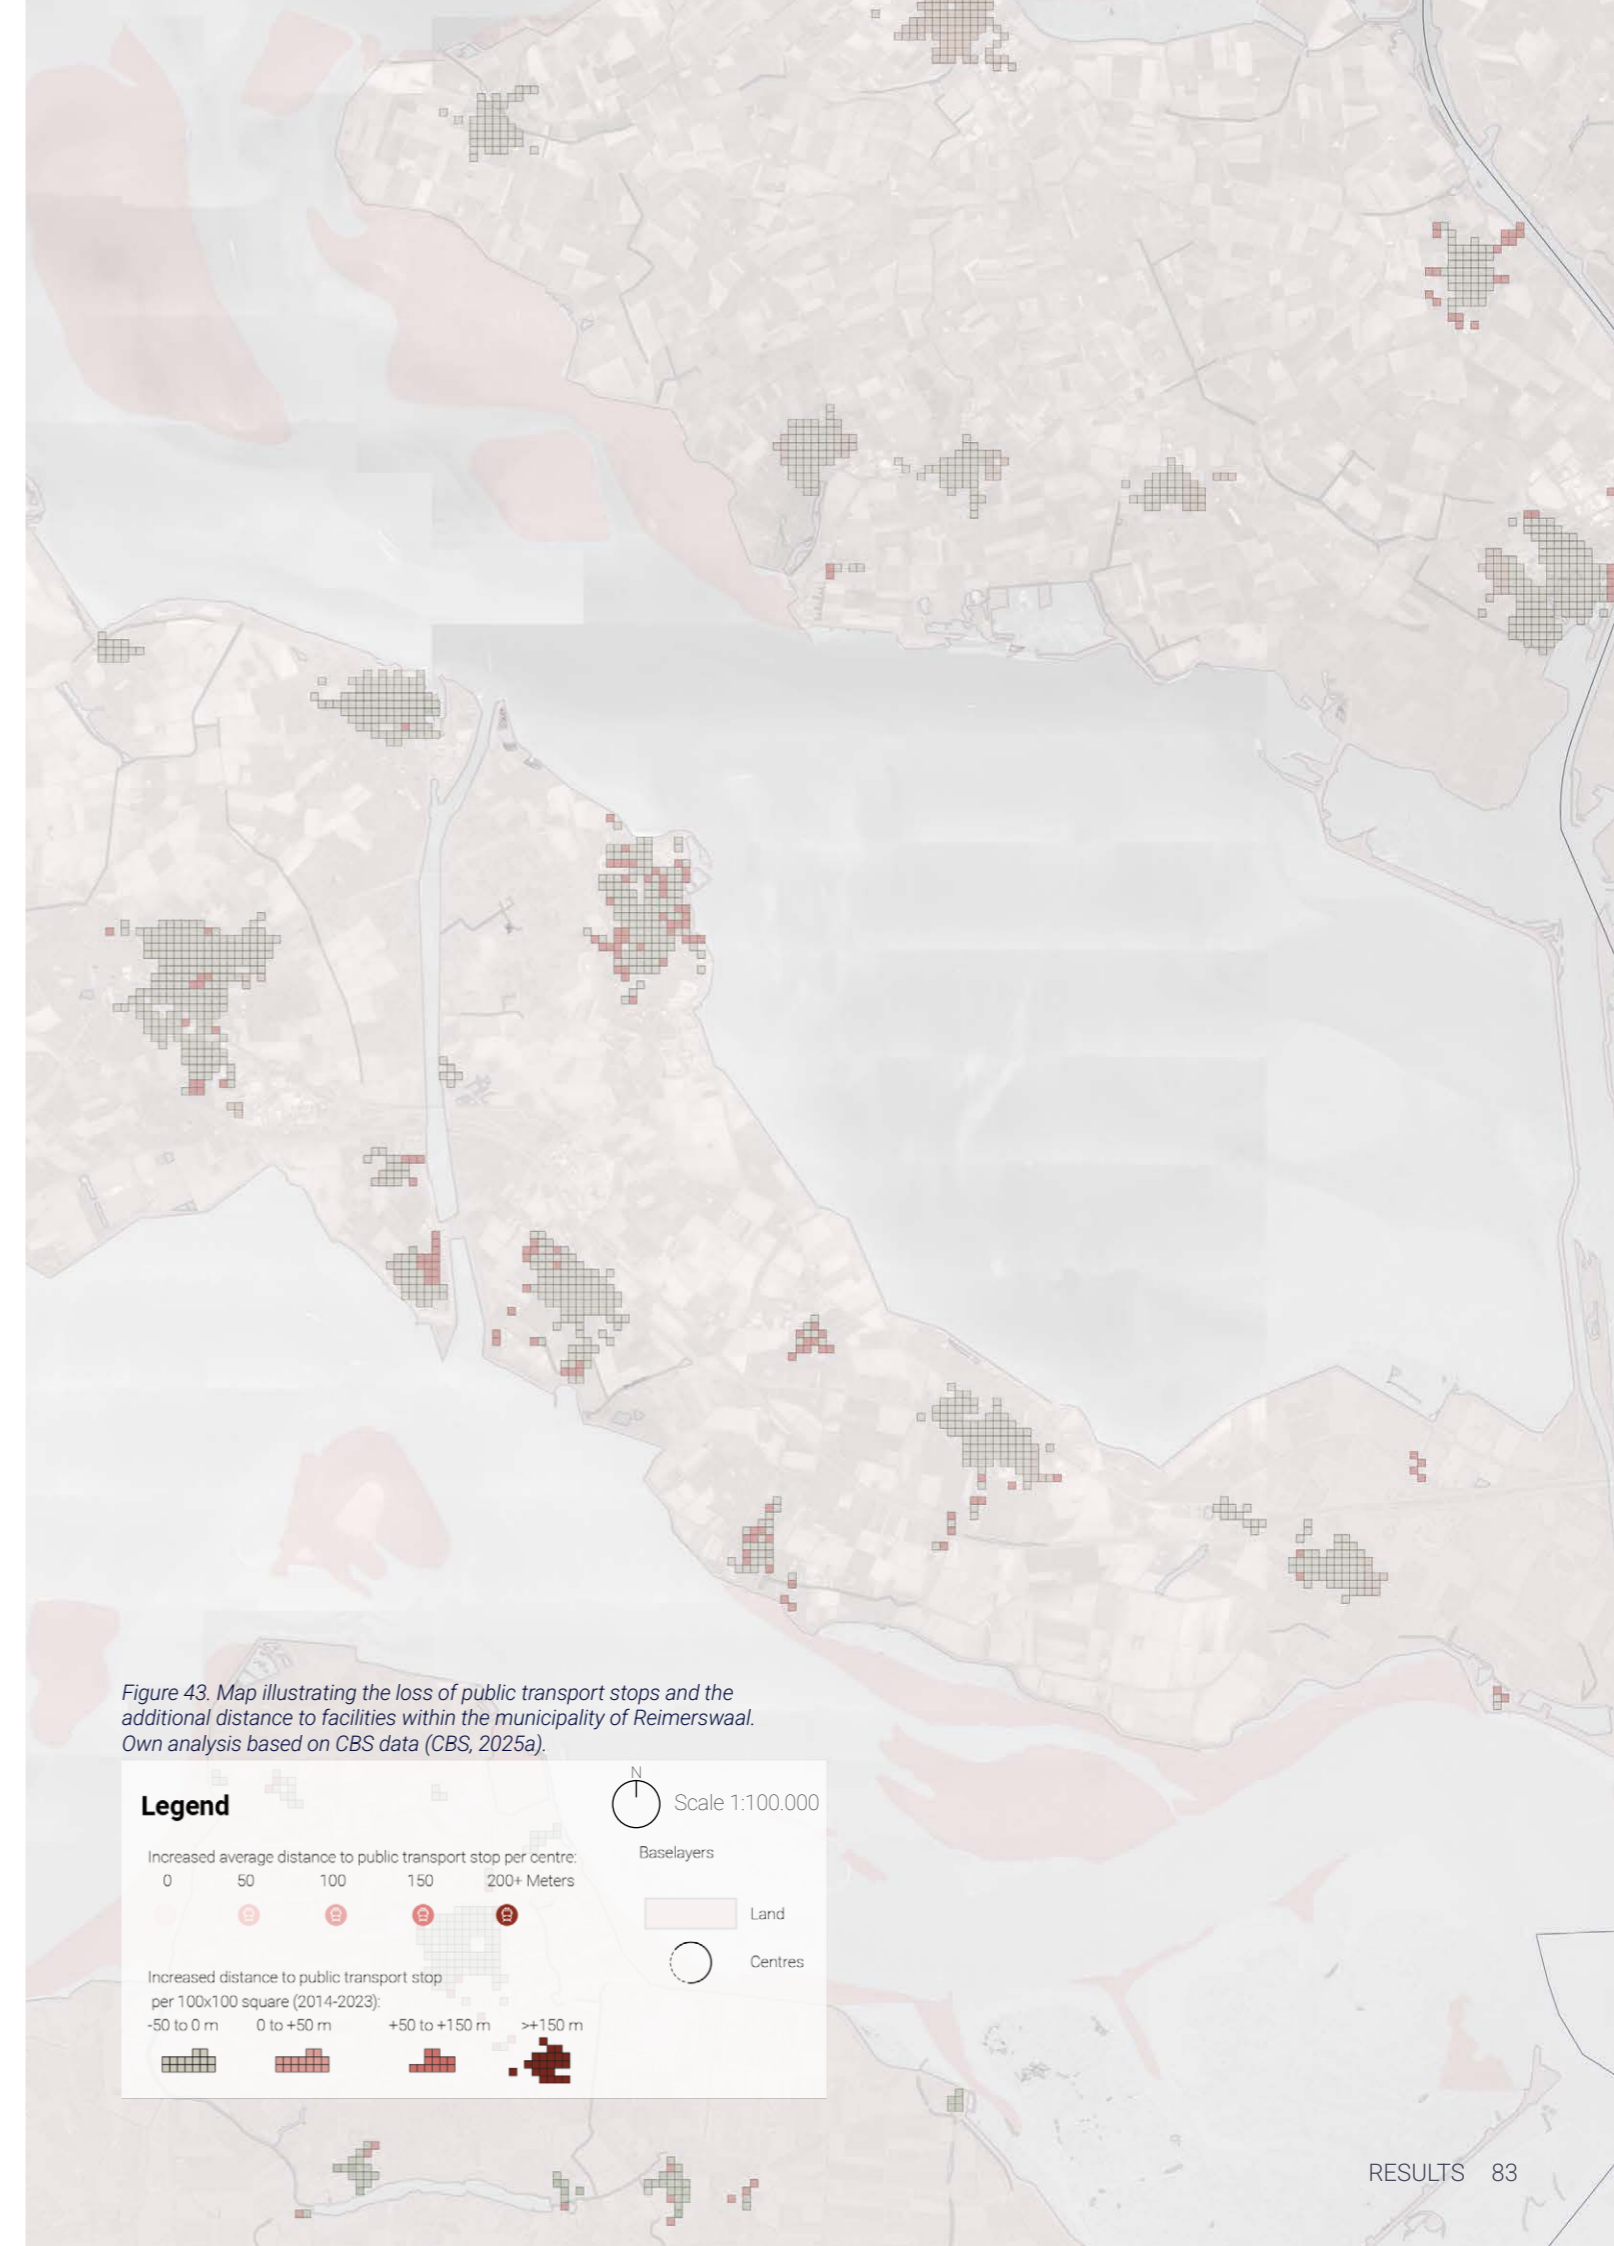 Figure 43. Map illustrating the loss of public transport stops and the
additional distance to facilities within the municipality of Reimerswaal.
Own analysis based on CBS data (CBS, 2025a).
Legend
N
Scale 1:100.000
Increased average distance to public transport stop per centre:
0 50 100 150 200+ Meters
Baselayers
Land
Centres
Increased distance to public transport stop
per 100x100 square (2014-2023):
-50 to 0 m 0 to +50 m +50 to +150 m >+150 m
RESULTS 83